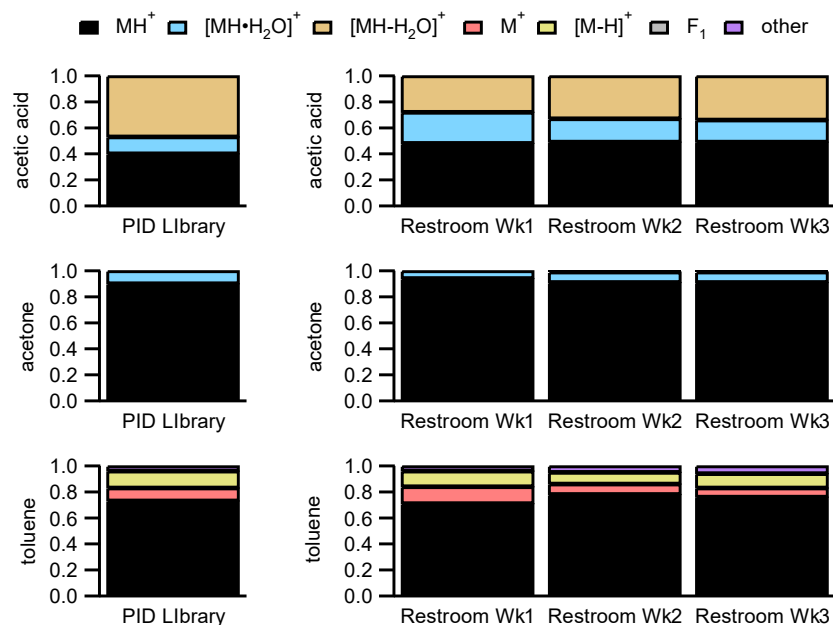 MH⁺ [MH•H₂O]⁺ [MH-H₂O]⁺ M⁺ [M-H]⁺ F₁ other
acetic acid
1.0
0.8
0.6
0.4
0.2
0.0
PID LIbrary
acetic acid
1.0
0.8
0.6
0.4
0.2
0.0
Restroom Wk1 Restroom Wk2 Restroom Wk3
acetone
1.0
0.8
0.6
0.4
0.2
0.0
PID LIbrary
acetone
1.0
0.8
0.6
0.4
0.2
0.0
Restroom Wk1 Restroom Wk2 Restroom Wk3
toluene
1.0
0.8
0.6
0.4
0.2
0.0
PID LIbrary
toluene
1.0
0.8
0.6
0.4
0.2
0.0
Restroom Wk1 Restroom Wk2 Restroom Wk3